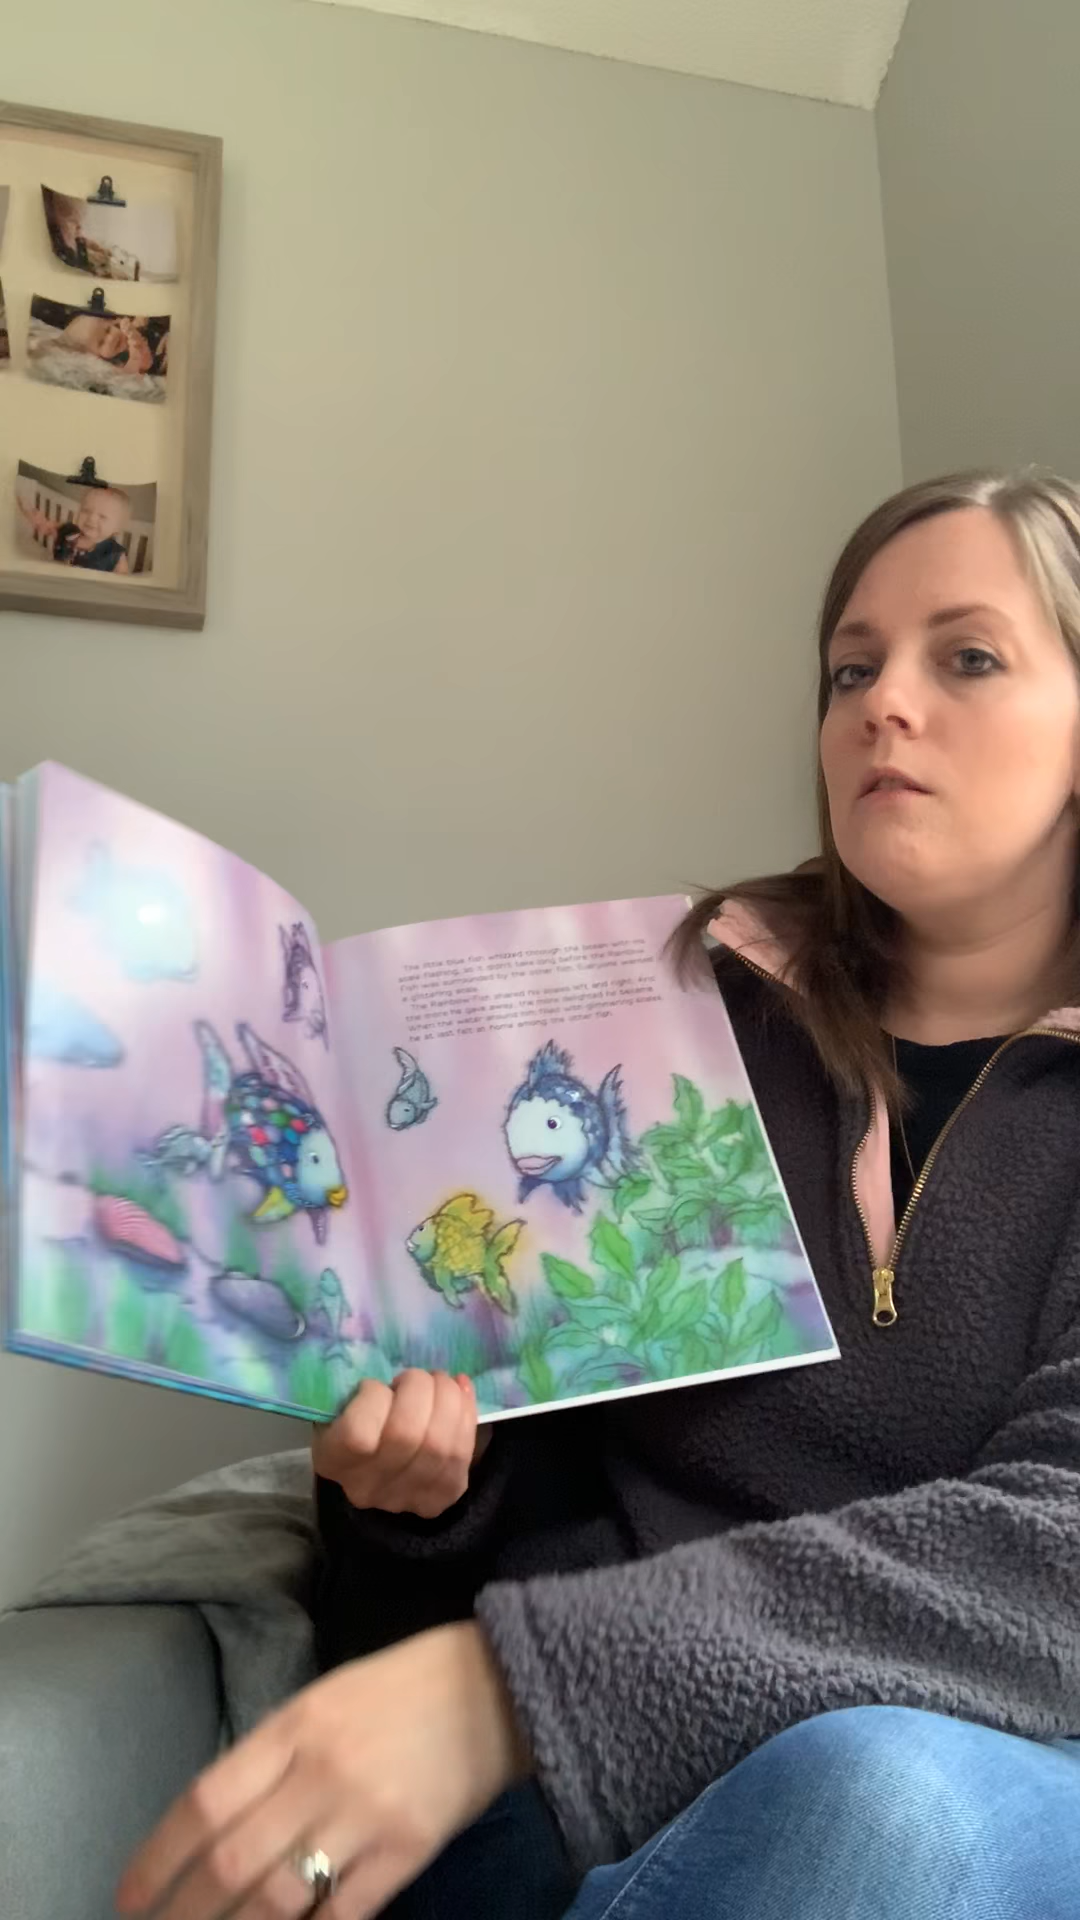 The little blue fish whizzed through the ocean with his
scale flashing, so it didn't take long before the Rainbow
Fish was surrounded by the other fish. Everyone wanted
a glittering scale.
The Rainbow Fish shared his scales left and right. And
the more he gave away, the more delighted he became.
When the water around him filled with glimmering scales,
he at last felt at home among the other fish.